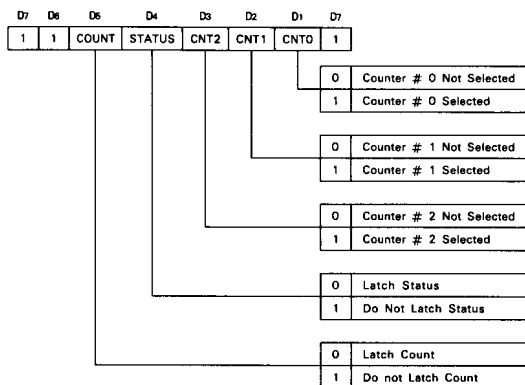 D7 D6 D5 D4 D3 D2 D1 D7
1 1 COUNT STATUS CNT2 CNT1 CNT0 1
0 Counter # 0 Not Selected
1 Counter # 0 Selected
0 Counter # 1 Not Selected
1 Counter # 1 Selected
0 Counter # 2 Not Selected
1 Counter # 2 Selected
0 Latch Status
1 Do Not Latch Status
0 Latch Count
1 Do not Latch Count